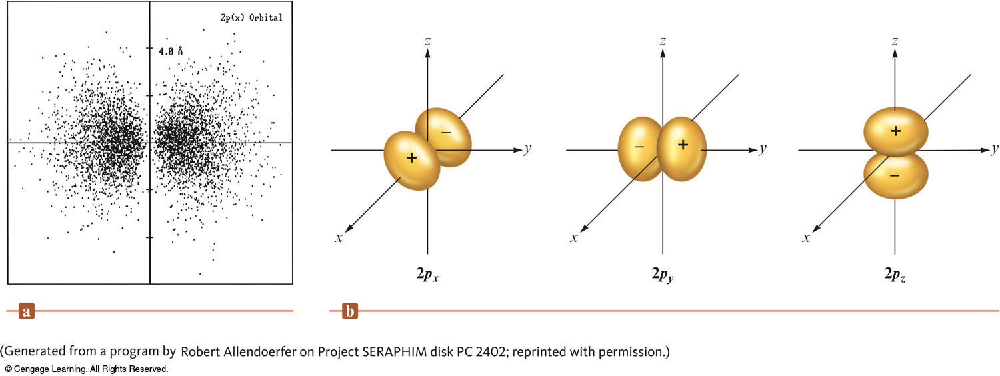 2p(x) Orbital
4.0 Å
z
y
x
+
−
2pₓ
z
y
x
−
+
2p_y
z
y
x
+
−
2p_z
a
b
(Generated from a program by Robert Allendoerfer on Project SERAPHIM disk PC 2402; reprinted with permission.)
© Cengage Learning. All Rights Reserved.